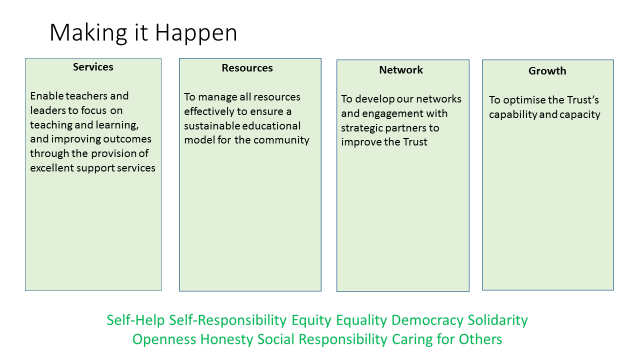 Making it Happen
Services
Enable teachers and
leaders to focus on
teaching and learning,
and improving outcomes
through the provision of
excellent support services
Resources
To manage all resources
effectively to ensure a
sustainable educational
model for the community
Network
To develop our networks
and engagement with
strategic partners to
improve the Trust
Growth
To optimise the Trust's
capability and capacity
Self-Help Self-Responsibility Equity Equality Democracy Solidarity
Openness Honesty Social Responsibility Caring for Others